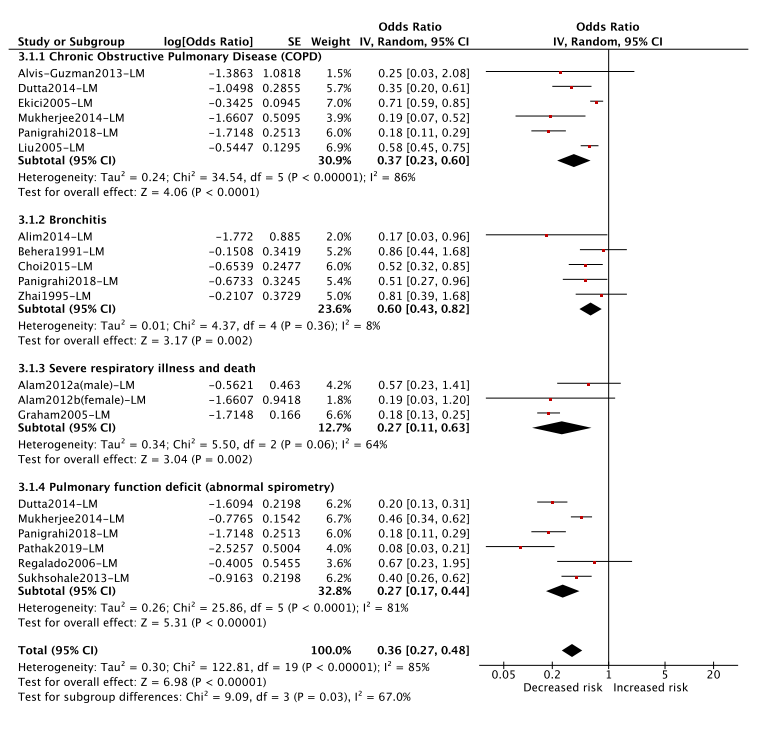 Odds Ratio Odds Ratio
Study or Subgroup log[Odds Ratio] SE Weight IV, Random, 95% CI IV, Random, 95% CI
3.1.1 Chronic Obstructive Pulmonary Disease (COPD)
Alvis-Guzman2013-LM -1.3863 1.0818 1.5% 0.25 [0.03, 2.08]
Dutta2014-LM -1.0498 0.2855 5.7% 0.35 [0.20, 0.61]
Ekici2005-LM -0.3425 0.0945 7.0% 0.71 [0.59, 0.85]
Mukherjee2014-LM -1.6607 0.5095 3.9% 0.19 [0.07, 0.52]
Panigrahi2018-LM -1.7148 0.2513 6.0% 0.18 [0.11, 0.29]
Liu2005-LM -0.5447 0.1295 6.9% 0.58 [0.45, 0.75]
Subtotal (95% CI) 30.9% 0.37 [0.23, 0.60]
Heterogeneity: Tau² = 0.24; Chi² = 34.54, df = 5 (P < 0.00001); I² = 86%
Test for overall effect: Z = 4.06 (P < 0.0001)
3.1.2 Bronchitis
Alim2014-LM -1.772 0.885 2.0% 0.17 [0.03, 0.96]
Behera1991-LM -0.1508 0.3419 5.2% 0.86 [0.44, 1.68]
Choi2015-LM -0.6539 0.2477 6.0% 0.52 [0.32, 0.85]
Panigrahi2018-LM -0.6733 0.3245 5.4% 0.51 [0.27, 0.96]
Zhai1995-LM -0.2107 0.3729 5.0% 0.81 [0.39, 1.68]
Subtotal (95% CI) 23.6% 0.60 [0.43, 0.82]
Heterogeneity: Tau² = 0.01; Chi² = 4.37, df = 4 (P = 0.36); I² = 8%
Test for overall effect: Z = 3.17 (P = 0.002)
3.1.3 Severe respiratory illness and death
Alam2012a(male)-LM -0.5621 0.463 4.2% 0.57 [0.23, 1.41]
Alam2012b(female)-LM -1.6607 0.9418 1.8% 0.19 [0.03, 1.20]
Graham2005-LM -1.7148 0.166 6.6% 0.18 [0.13, 0.25]
Subtotal (95% CI) 12.7% 0.27 [0.11, 0.63]
Heterogeneity: Tau² = 0.34; Chi² = 5.50, df = 2 (P = 0.06); I² = 64%
Test for overall effect: Z = 3.04 (P = 0.002)
3.1.4 Pulmonary function deficit (abnormal spirometry)
Dutta2014-LM -1.6094 0.2198 6.2% 0.20 [0.13, 0.31]
Mukherjee2014-LM -0.7765 0.1542 6.7% 0.46 [0.34, 0.62]
Panigrahi2018-LM -1.7148 0.2513 6.0% 0.18 [0.11, 0.29]
Pathak2019-LM -2.5257 0.5004 4.0% 0.08 [0.03, 0.21]
Regalado2006-LM -0.4005 0.5455 3.6% 0.67 [0.23, 1.95]
Sukhsohale2013-LM -0.9163 0.2198 6.2% 0.40 [0.26, 0.62]
Subtotal (95% CI) 32.8% 0.27 [0.17, 0.44]
Heterogeneity: Tau² = 0.26; Chi² = 25.86, df = 5 (P < 0.0001); I² = 81%
Test for overall effect: Z = 5.31 (P < 0.00001)
Total (95% CI) 100.0% 0.36 [0.27, 0.48]
Heterogeneity: Tau² = 0.30; Chi² = 122.81, df = 19 (P < 0.00001); I² = 85%
Test for overall effect: Z = 6.98 (P < 0.00001)
Test for subgroup differences: Chi² = 9.09, df = 3 (P = 0.03), I² = 67.0%
0.05 0.2 1 5 20
Decreased risk Increased risk